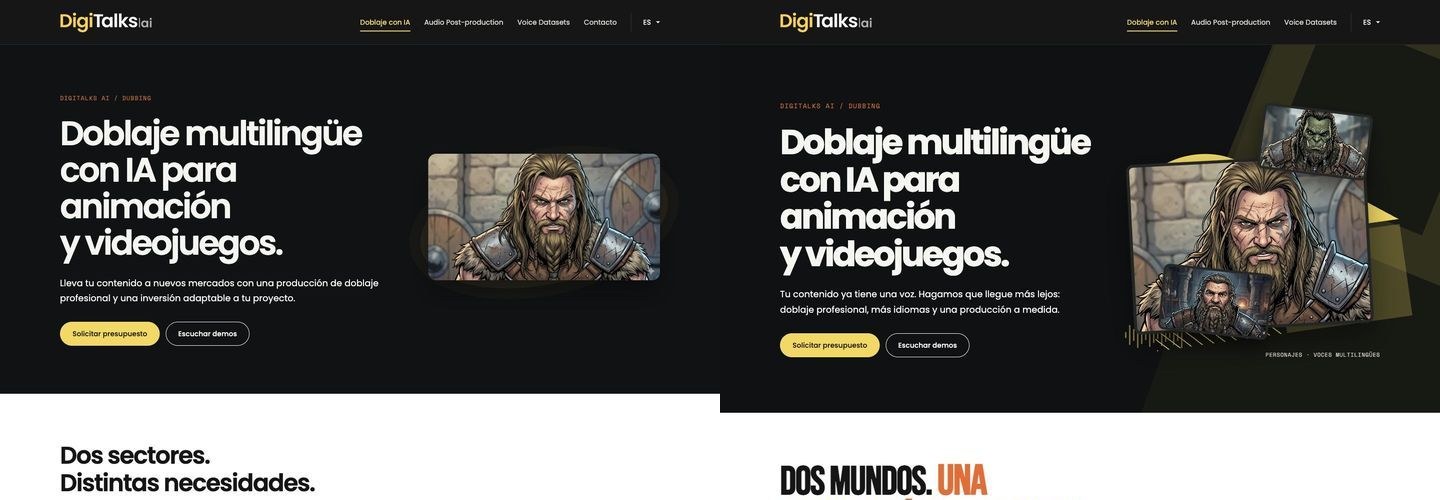 DigiTalks|ai
Doblaje con IA
Audio Post-production
Voice Datasets
Contacto
ES
DIGITALKS AI / DUBBING
Doblaje multilingüe
con IA para
animación
y videojuegos.
Lleva tu contenido a nuevos mercados con una producción de doblaje
profesional y una inversión adaptable a tu proyecto.
Solicitar presupuesto
Escuchar demos
Dos sectores.
Distintas necesidades.
DigiTalks|ai
Doblaje con IA
Audio Post-production
Voice Datasets
ES
DIGITALKS AI / DUBBING
Doblaje multilingüe
con IA para
animación
y videojuegos.
Tu contenido ya tiene una voz. Hagamos que llegue más lejos:
doblaje profesional, más idiomas y una producción a medida.
Solicitar presupuesto
Escuchar demos
PERSONAJES · VOCES MULTILINGÜES
DOS MUNDOS. UNA